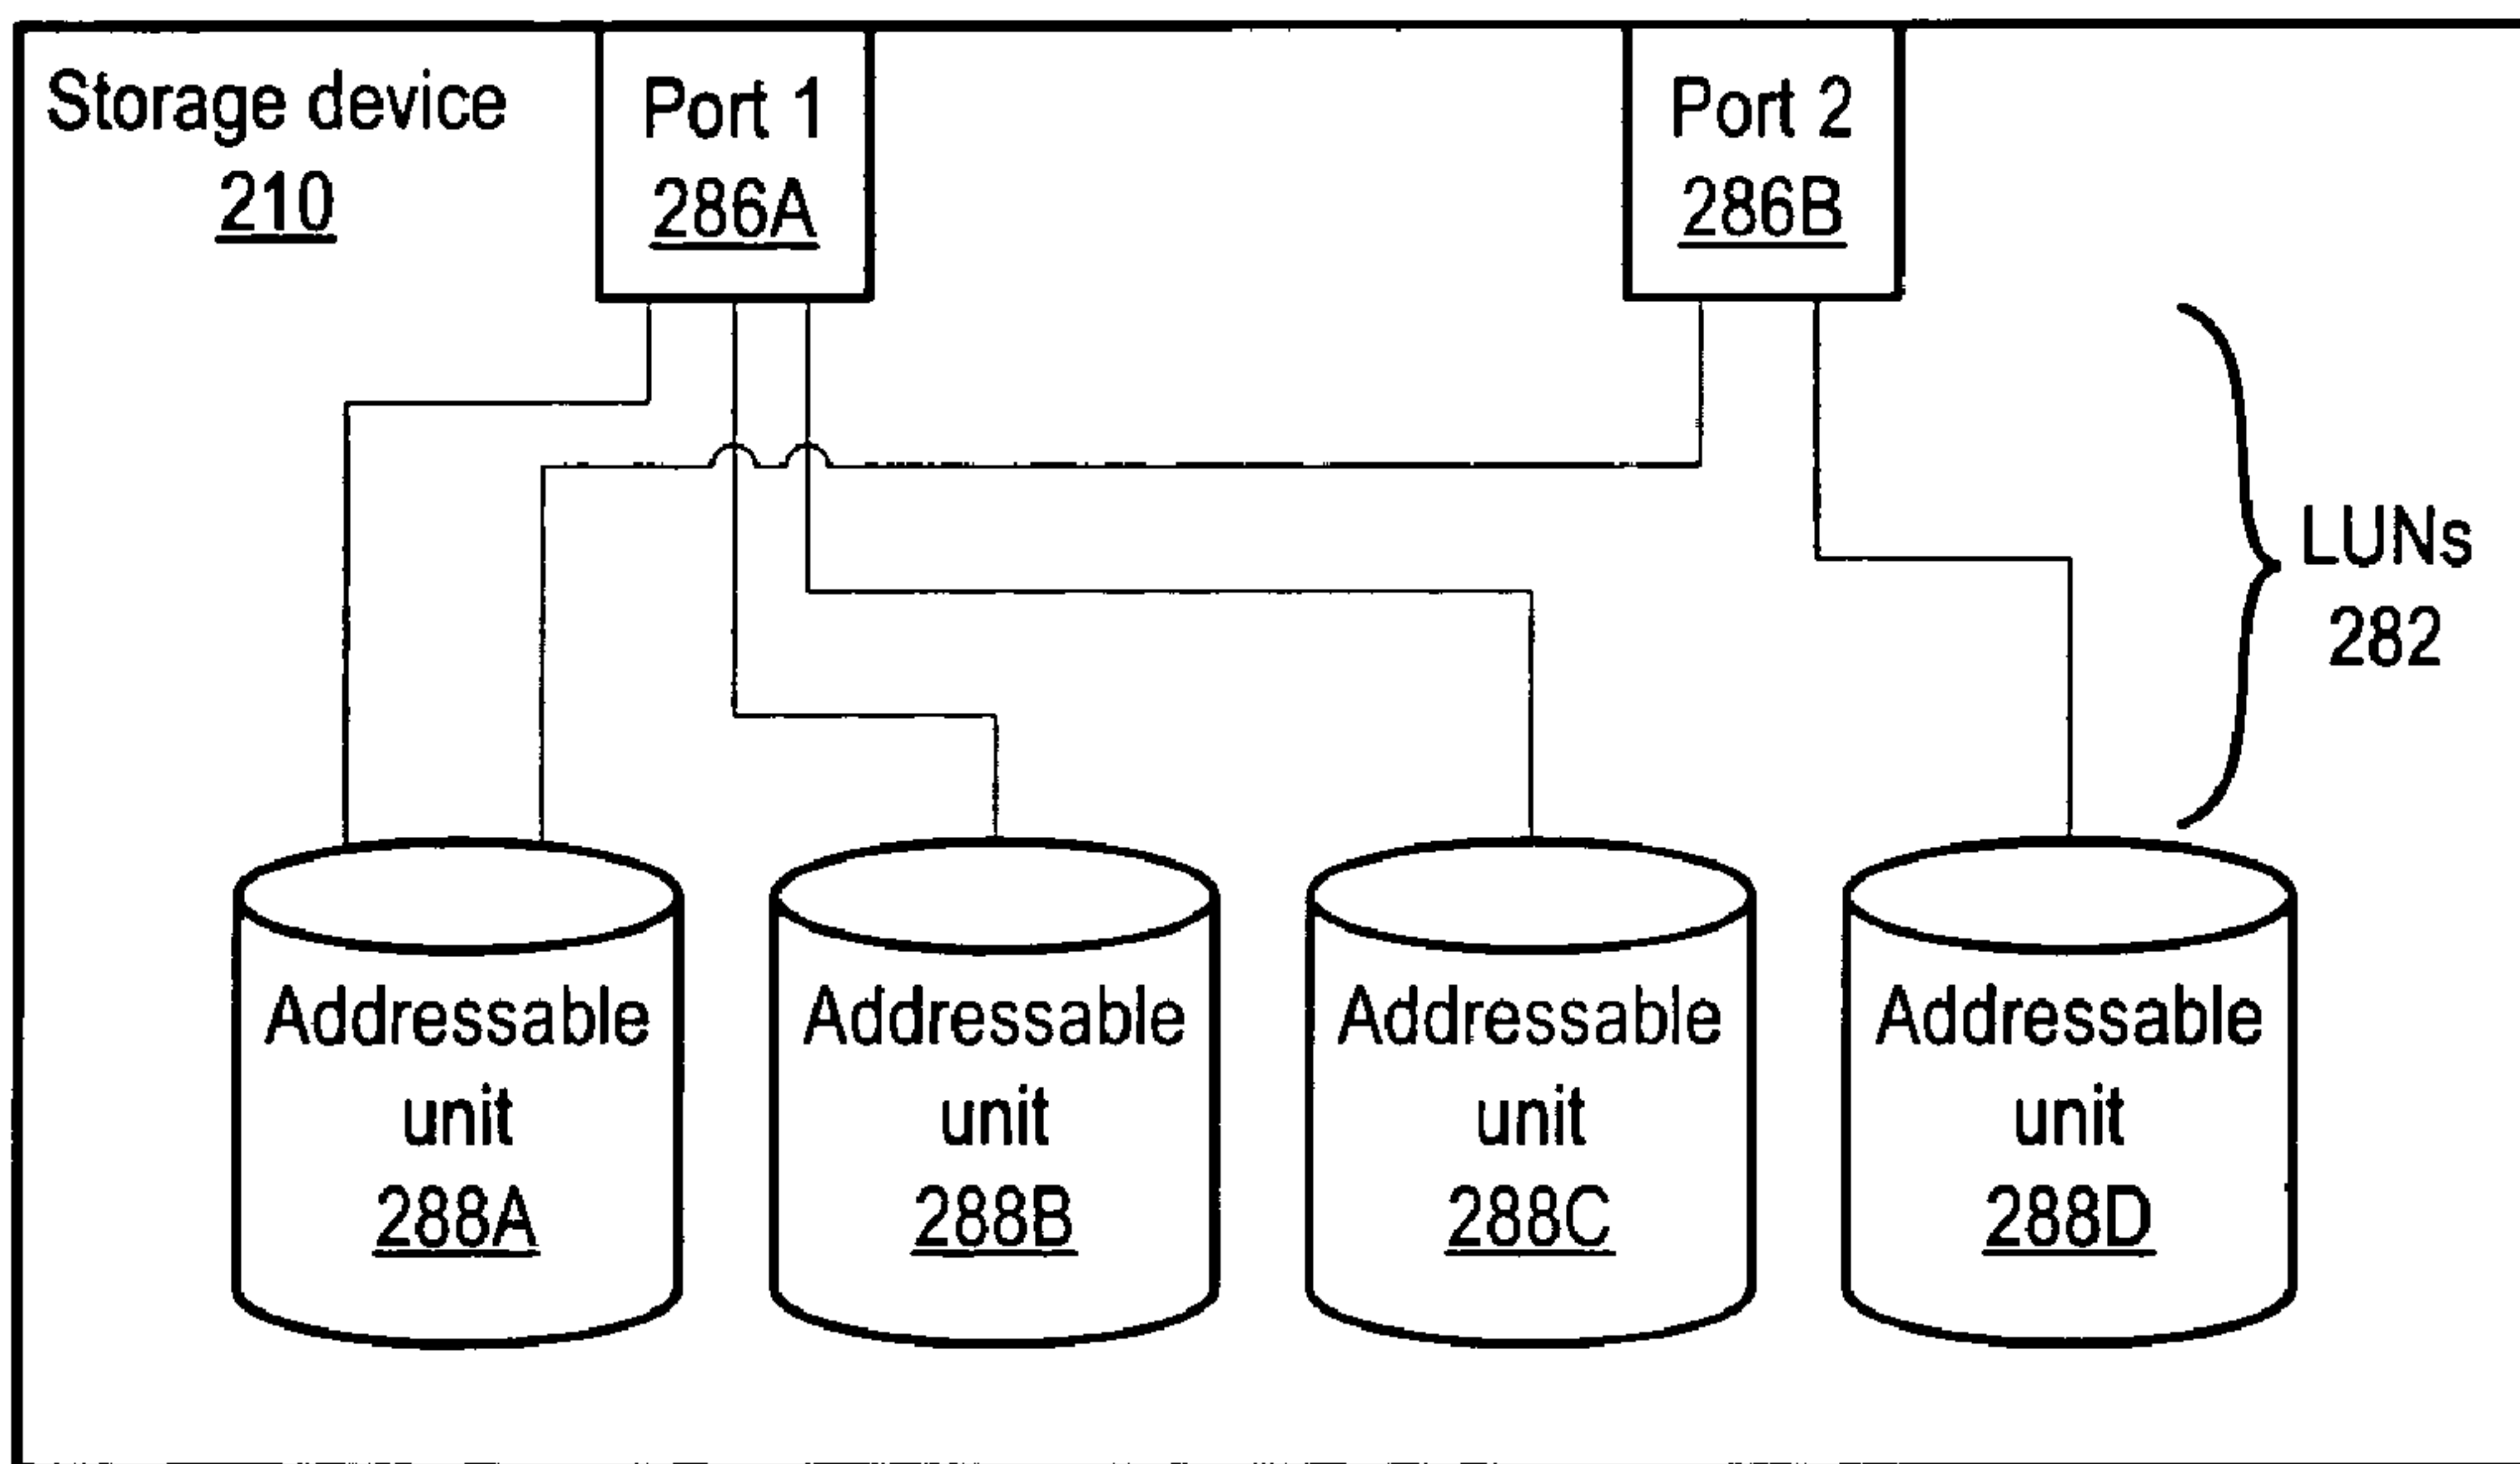 Storage device
210
Port 1
286A
Port 2
286B
LUNs
282
Addressable
unit
288A
Addressable
unit
288B
Addressable
unit
288C
Addressable
unit
288D